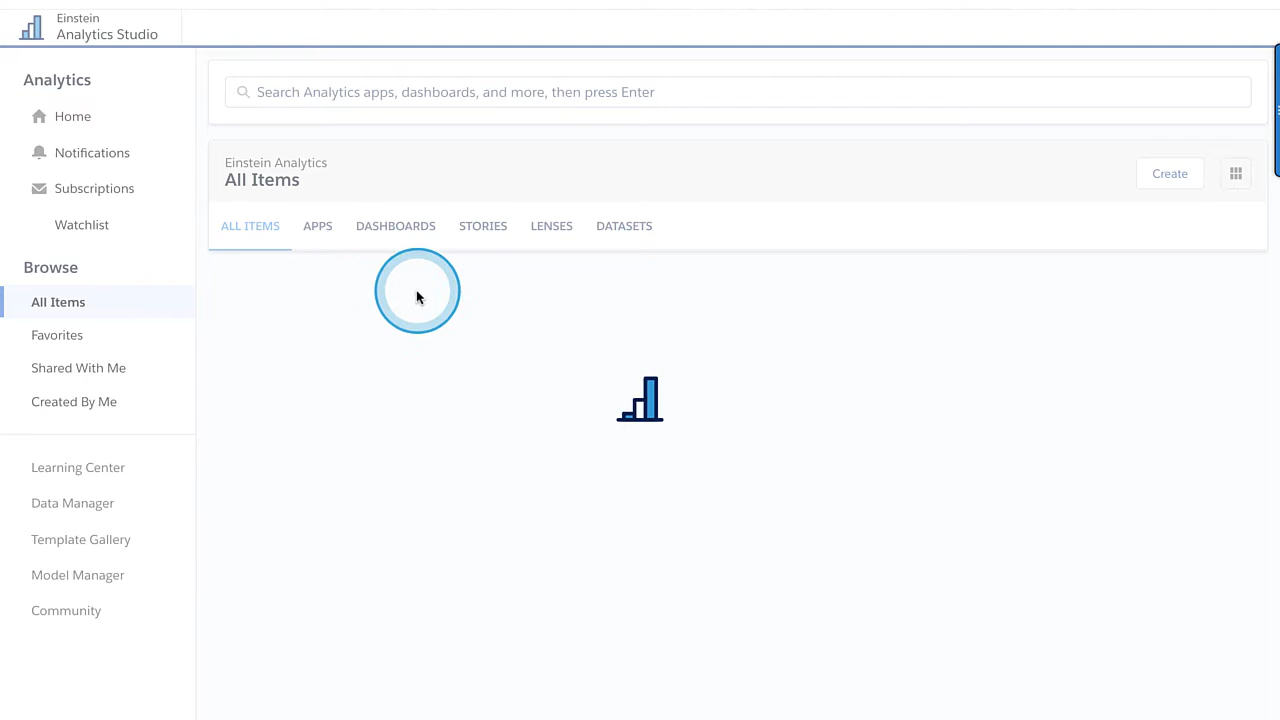 Einstein
Analytics Studio
Analytics
Home
Notifications
Subscriptions
Watchlist
Browse
All Items
Favorites
Shared With Me
Created By Me
Learning Center
Data Manager
Template Gallery
Model Manager
Community
Search Analytics apps, dashboards, and more, then press Enter
Einstein Analytics
All Items
Create
ALL ITEMS APPS DASHBOARDS STORIES LENSES DATASETS